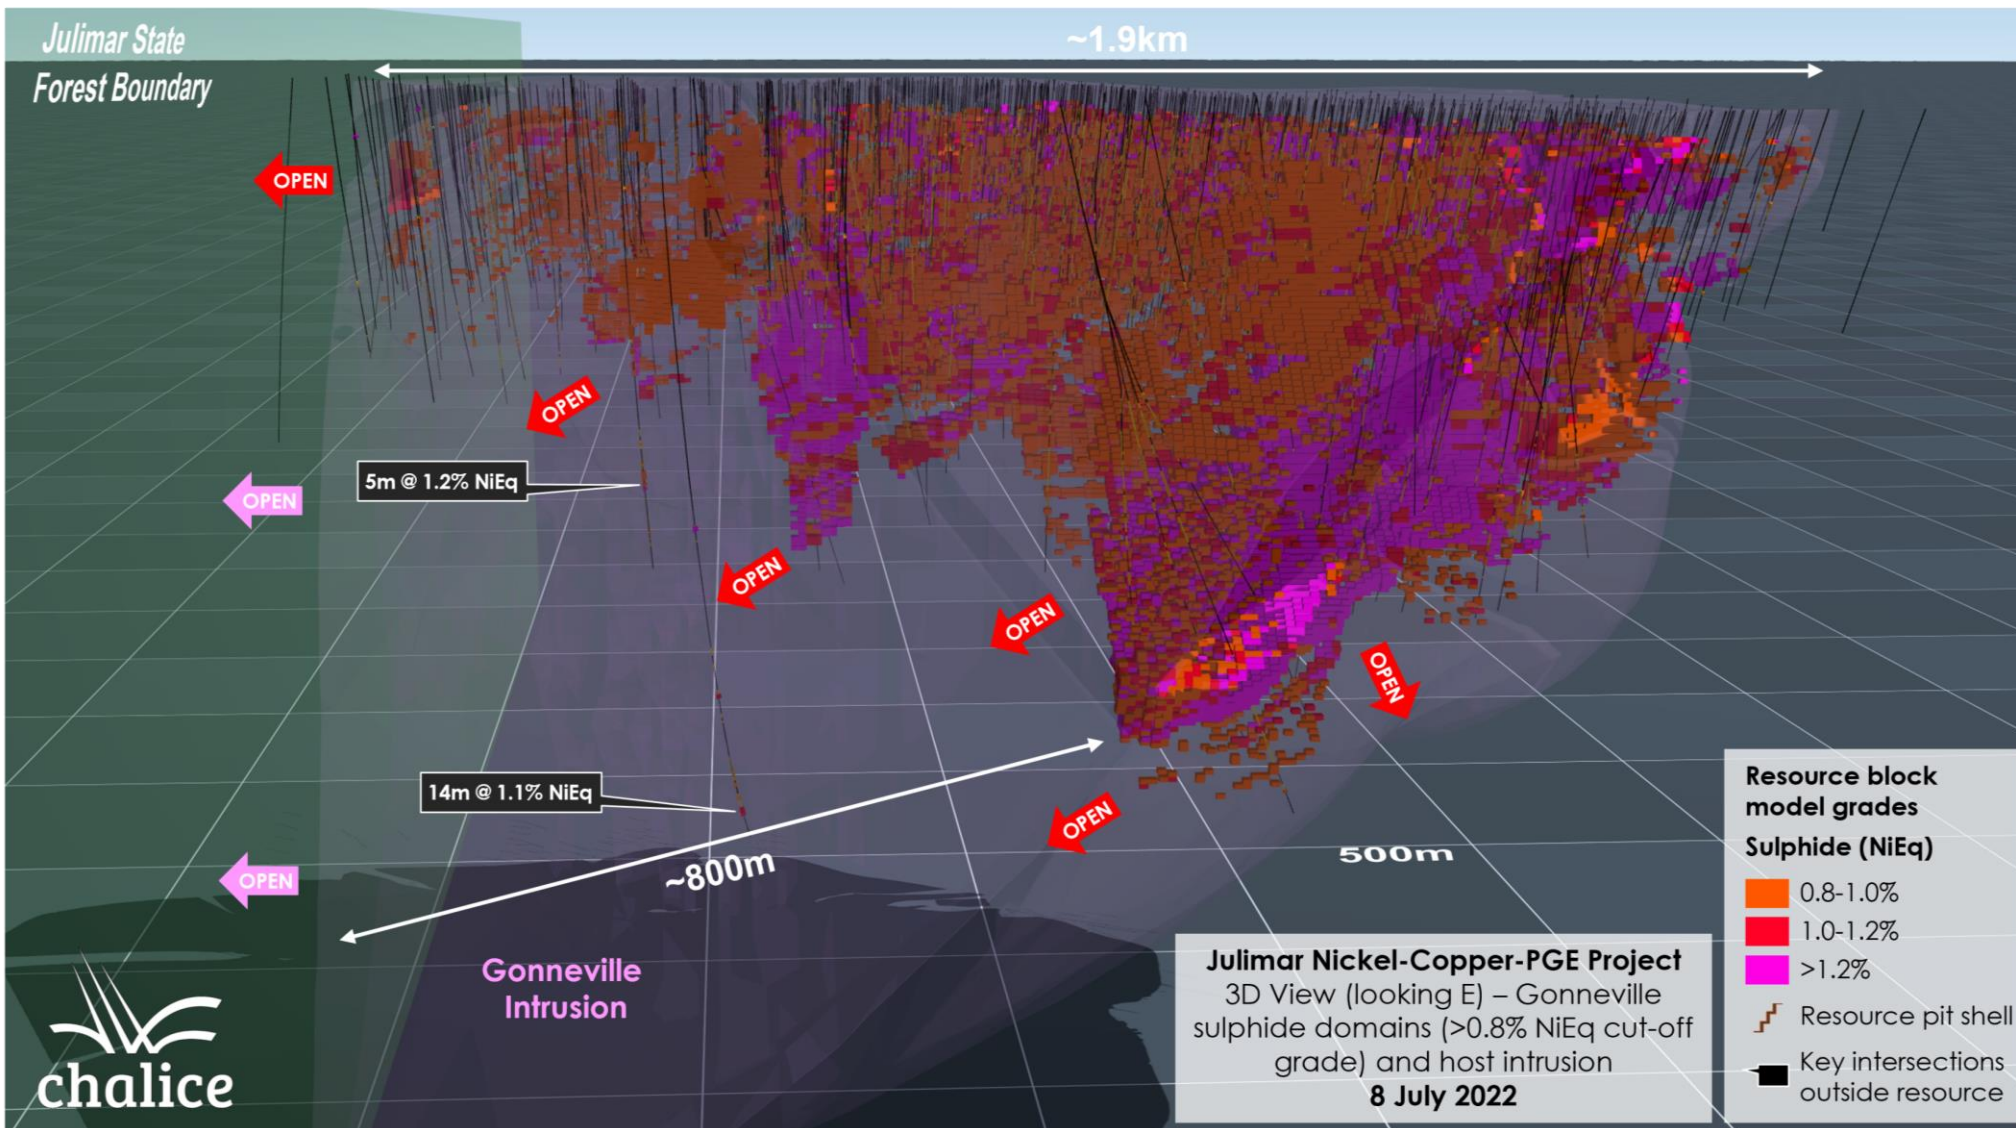 Julimar State
Forest Boundary
~1.9km
OPEN
OPEN
5m @ 1.2% NiEq
OPEN
OPEN
OPEN
OPEN
14m @ 1.1% NiEq
OPEN
~800m
500m
OPEN
Gonneville
Intrusion
chalice
Julimar Nickel-Copper-PGE Project
3D View (looking E) – Gonneville
sulphide domains (>0.8% NiEq cut-off
grade) and host intrusion
8 July 2022
Resource block
model grades
Sulphide (NiEq)
0.8-1.0%
1.0-1.2%
>1.2%
Resource pit shell
Key intersections
outside resource